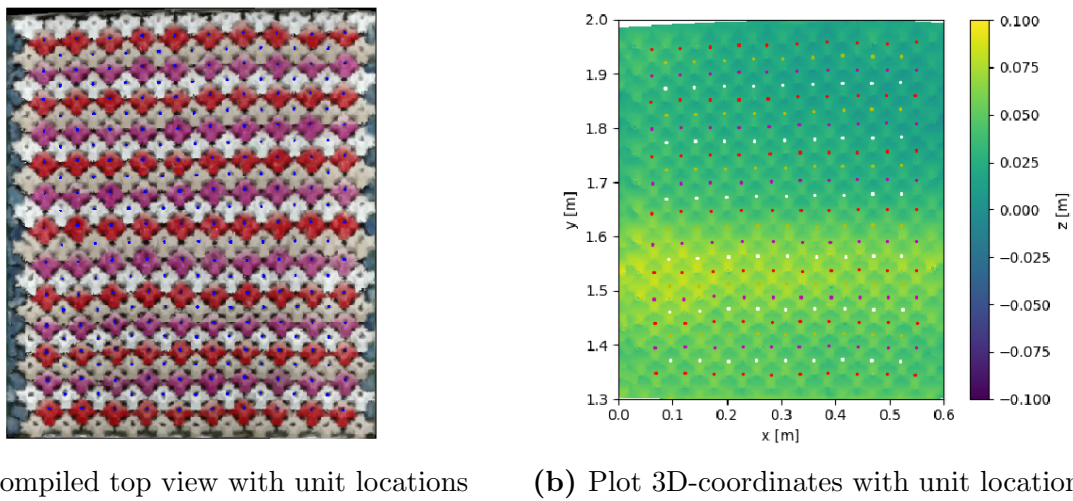 2.0
1.9
1.8
1.7
1.6
1.5
1.4
1.3
y [m]
0.0 0.1 0.2 0.3 0.4 0.5 0.6
x [m]
0.100
0.075
0.050
0.025
0.000
−0.025
−0.050
−0.075
−0.100
z [m]
ompiled top view with unit locations
(b) Plot 3D-coordinates with unit location